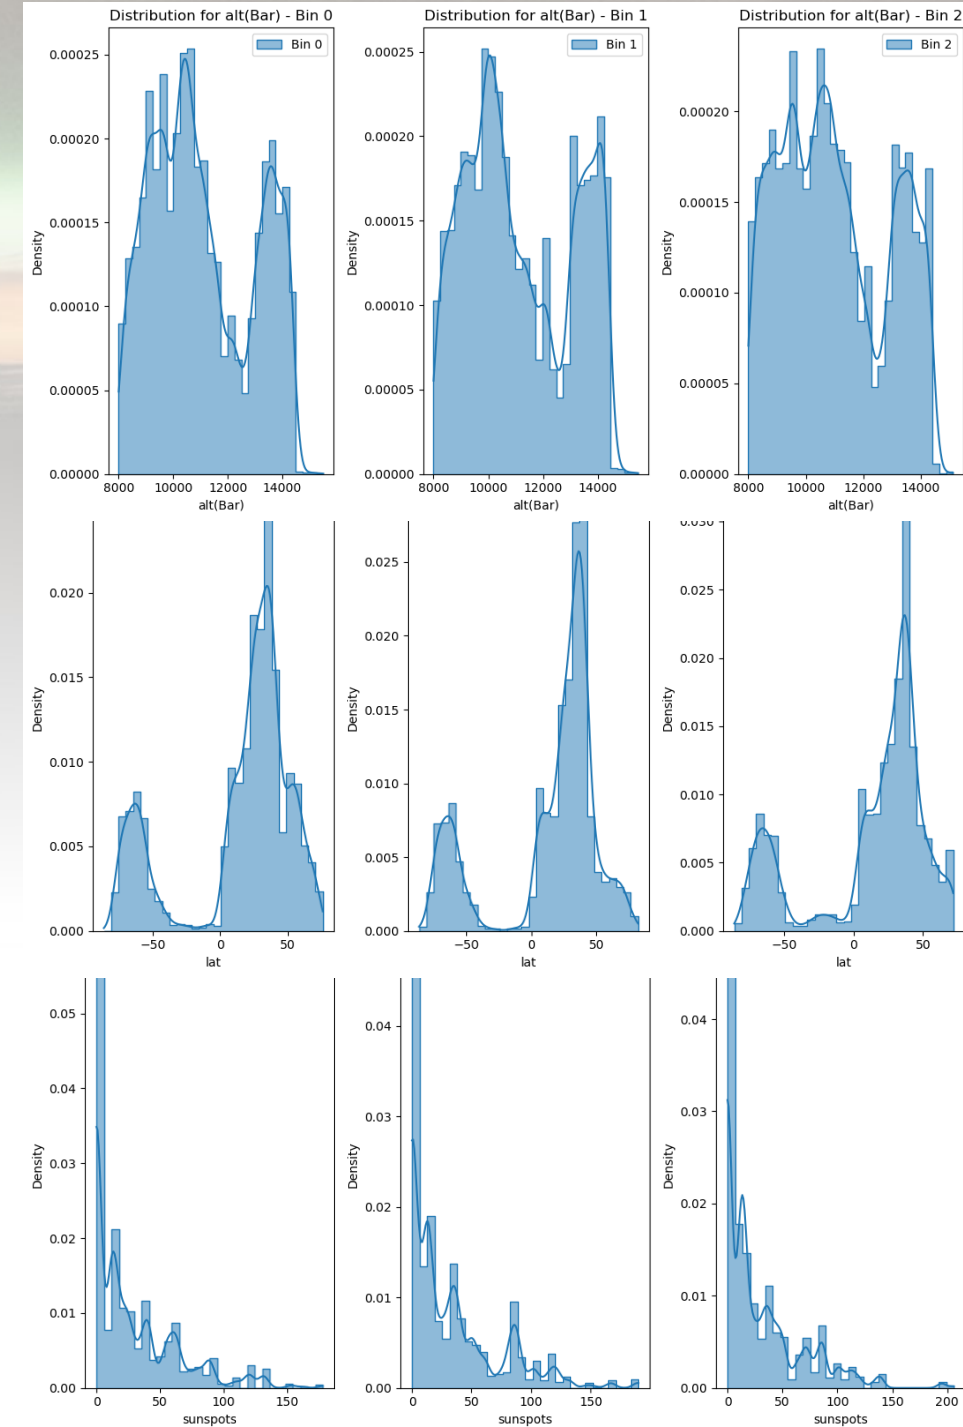 Distribution for alt(Bar) - Bin 0
Distribution for alt(Bar) - Bin 1
Distribution for alt(Bar) - Bin 2
Bin 0
Bin 1
Bin 2
0.00025
0.00020
0.00015
0.00010
0.00005
0.00000
Density
8000 10000 12000 14000
alt(Bar)
0.00025
0.00020
0.00015
0.00010
0.00005
0.00000
Density
8000 10000 12000 14000
alt(Bar)
0.00020
0.00015
0.00010
0.00005
0.00000
Density
8000 10000 12000 14000
alt(Bar)
0.020
0.015
0.010
0.005
0.000
Density
−50 0 50
lat
0.025
0.020
0.015
0.010
0.005
0.000
Density
−50 0 50
lat
0.030
0.025
0.020
0.015
0.010
0.005
0.000
Density
−50 0 50
lat
0.05
0.04
0.03
0.02
0.01
0.00
Density
0 50 100 150
sunspots
0.04
0.03
0.02
0.01
0.00
Density
0 50 100 150
sunspots
0.04
0.03
0.02
0.01
0.00
Density
0 50 100 150 200
sunspots